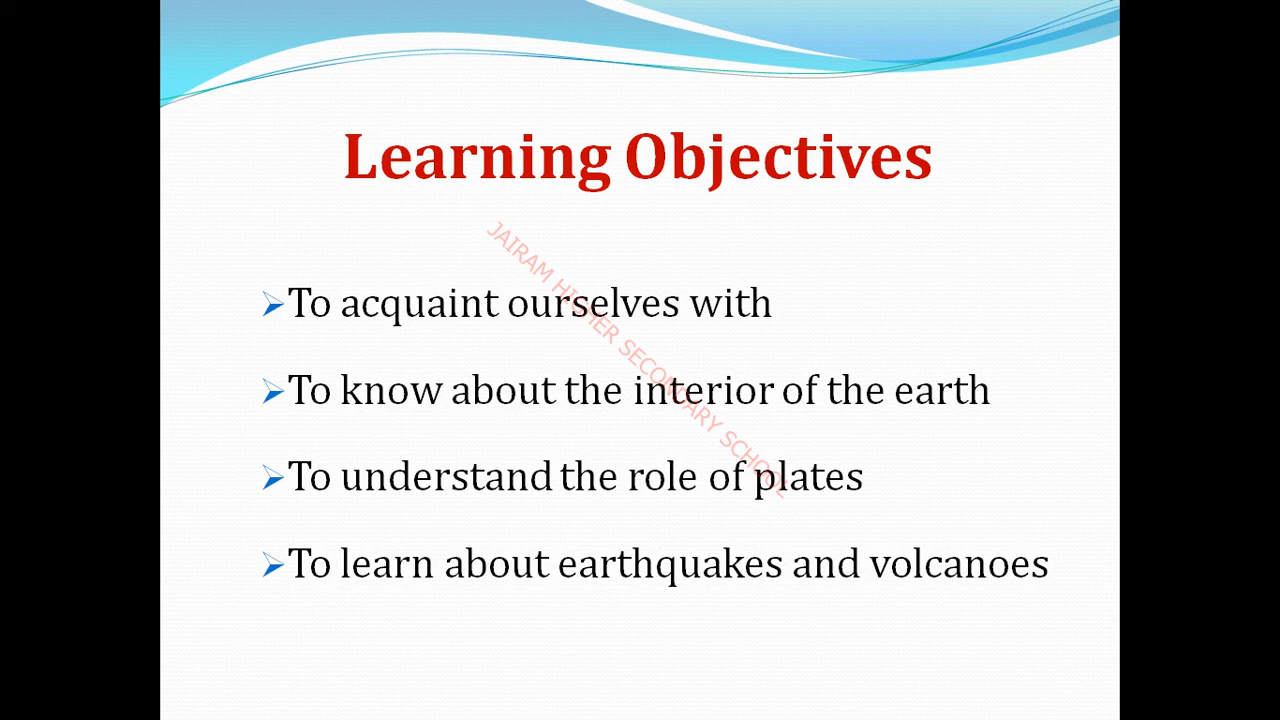 Learning Objectives
JAIRAM HIGHER SECONDARY SCHOOL
➢To acquaint ourselves with
➢To know about the interior of the earth
➢To understand the role of plates
➢To learn about earthquakes and volcanoes